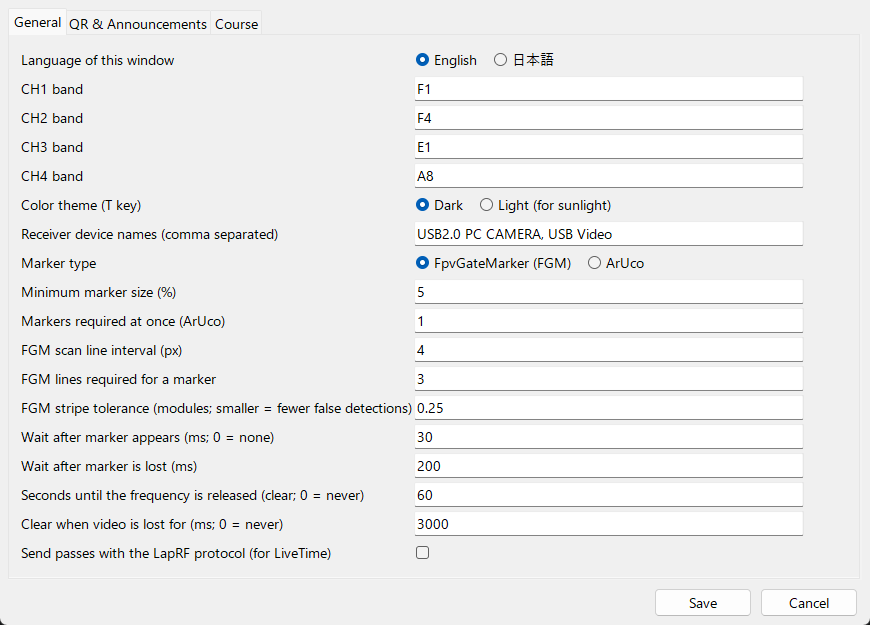 General QR & Announcements Course
Language of this window English 日本語
CH1 band F1
CH2 band F4
CH3 band E1
CH4 band A8
Color theme (T key) Dark Light (for sunlight)
Receiver device names (comma separated) USB2.0 PC CAMERA, USB Video
Marker type FpvGateMarker (FGM) ArUco
Minimum marker size (%) 5
Markers required at once (ArUco) 1
FGM scan line interval (px) 4
FGM lines required for a marker 3
FGM stripe tolerance (modules; smaller = fewer false detections) 0.25
Wait after marker appears (ms; 0 = none) 30
Wait after marker is lost (ms) 200
Seconds until the frequency is released (clear; 0 = never) 60
Clear when video is lost for (ms; 0 = never) 3000
Send passes with the LapRF protocol (for LiveTime)
Save Cancel